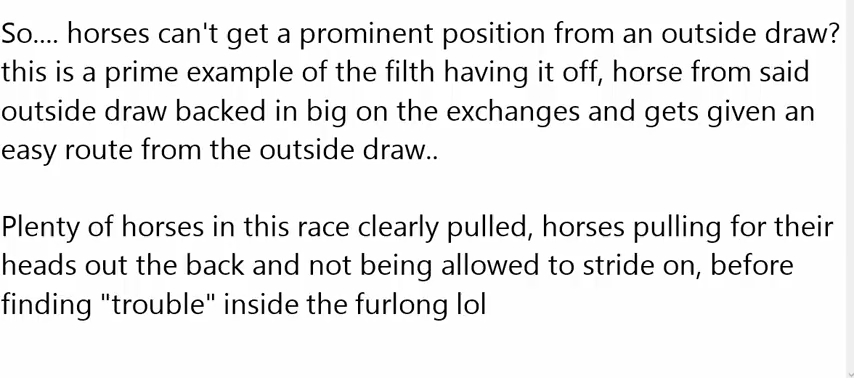 So.... horses can't get a prominent position from an outside draw?
this is a prime example of the filth having it off, horse from said
outside draw backed in big on the exchanges and gets given an
easy route from the outside draw..
Plenty of horses in this race clearly pulled, horses pulling for their
heads out the back and not being allowed to stride on, before
finding "trouble" inside the furlong lol